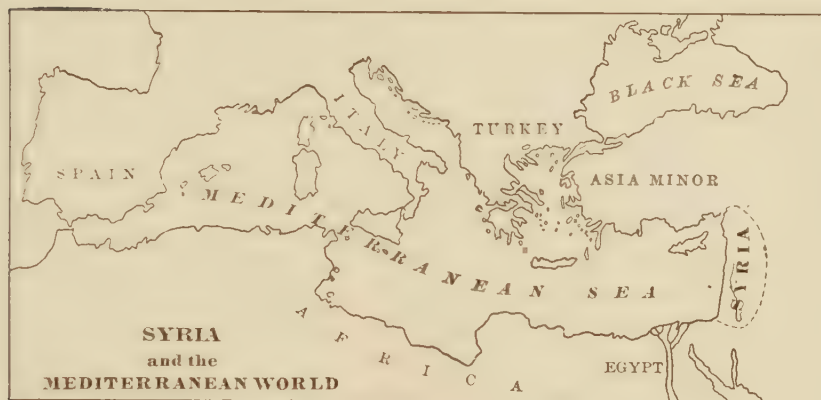 BLACK SEA
ITALY
TURKEY
SPAIN
ASIA MINOR
MEDITERRANEAN SEA
SYRIA
AFRICA
EGYPT
SYRIA
and the
MEDITERRANEAN WORLD